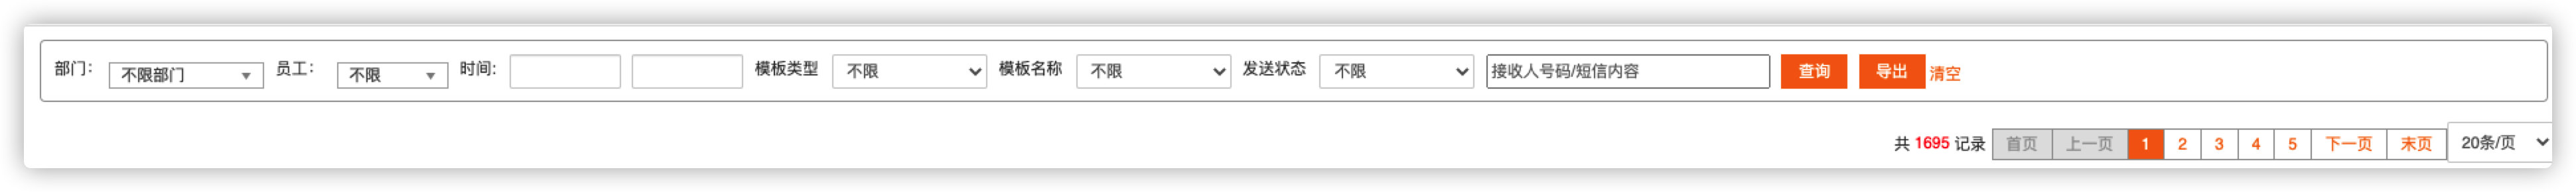 部门： 不限部门 员工： 不限 时间: 模板类型 不限 模板名称 不限 发送状态 不限 接收人号码/短信内容 查询 导出 清空
共 1695 记录 首页 上一页 1 2 3 4 5 下一页 末页 20条/页